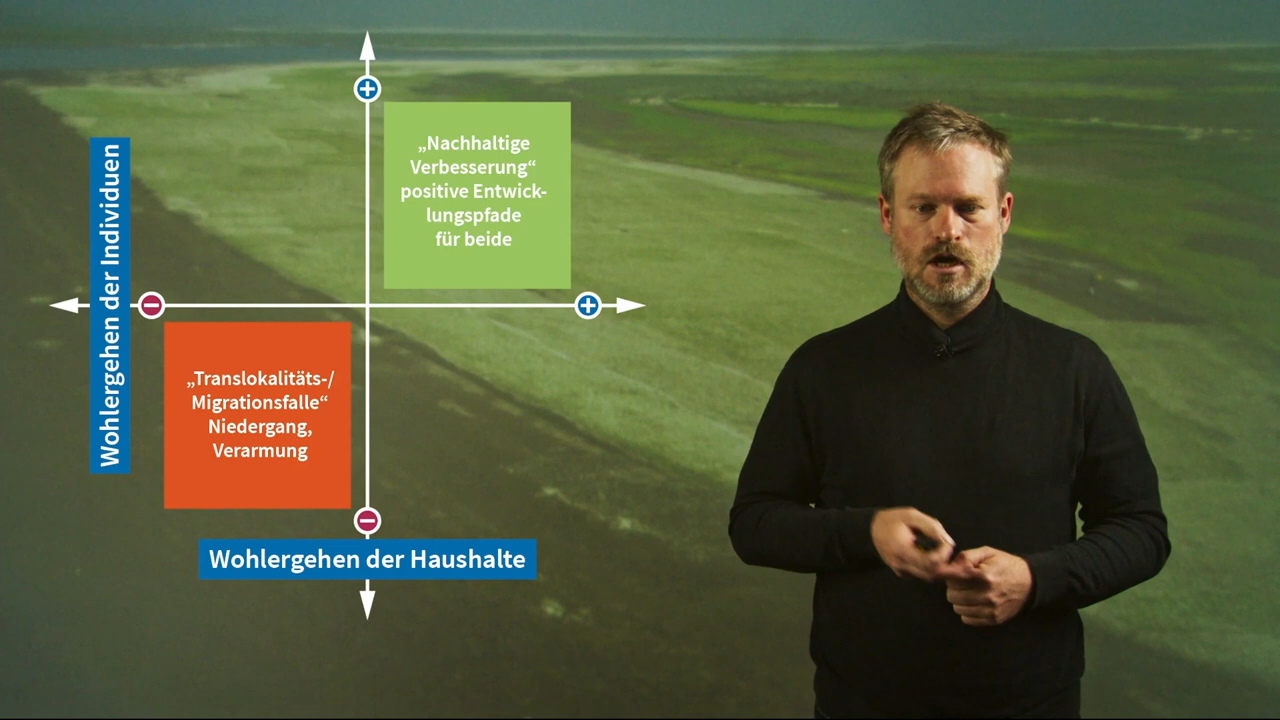 „Nachhaltige
Verbesserung“
positive Entwick-
lungspfade
für beide
Wohlergehen der Individuen
„Translokalitäts-/
Migrationsfalle“
Niedergang,
Verarmung
Wohlergehen der Haushalte